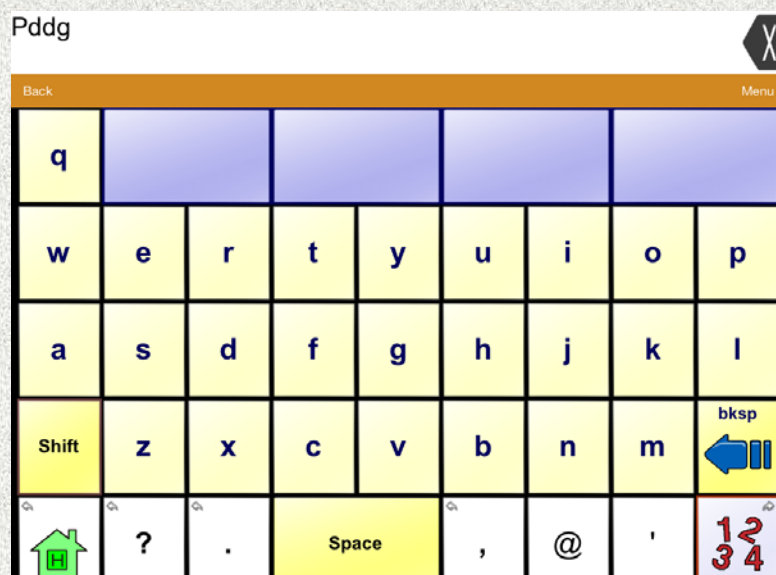 Pddg
Back Menu
q
w e r t y u i o p
a s d f g h j k l
bksp
Shift z x c v b n m
H ? . Space , @ ' 12
34